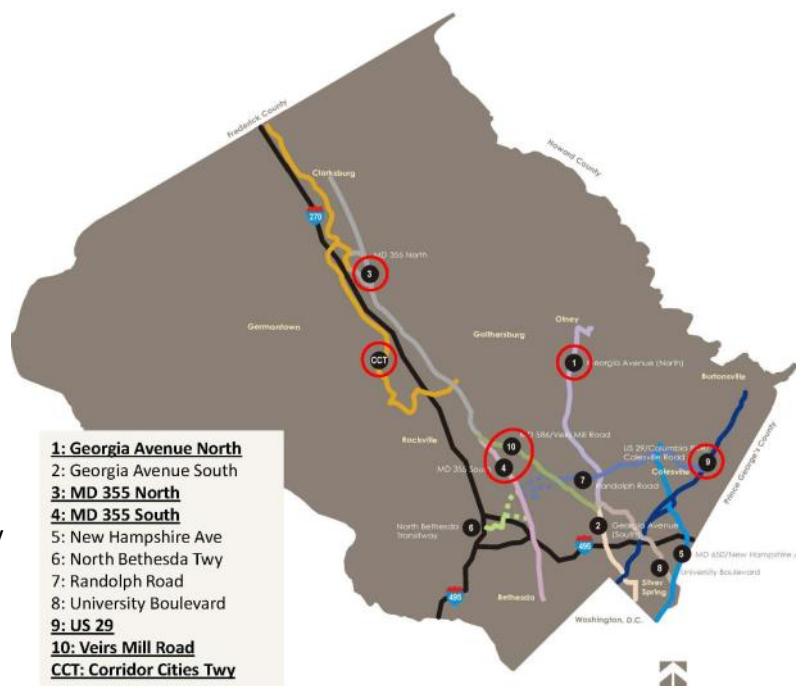 Frederick County
Howard County
Clarksburg
270
MD 355 North
3
Germantown
Gaithersburg
Olney
CCT
1
Georgia Avenue (North)
Burtonsville
10
MD 586/Veirs Mill Road
Rockville
US 29/Columbia
Colesville Road
9
MD 355 South
4
Colesville
Prince George's County
7
Randolph Road
North Bethesda
Transitway
6
2
Georgia Avenue
(South)
495
5
MD 650/New Hampshire
8
University Boulevard
Silver
Spring
495
Bethesda
Washington, D.C.
1: Georgia Avenue North
2: Georgia Avenue South
3: MD 355 North
4: MD 355 South
5: New Hampshire Ave
6: North Bethesda Twy
7: Randolph Road
8: University Boulevard
9: US 29
10: Veirs Mill Road
CCT: Corridor Cities Twy